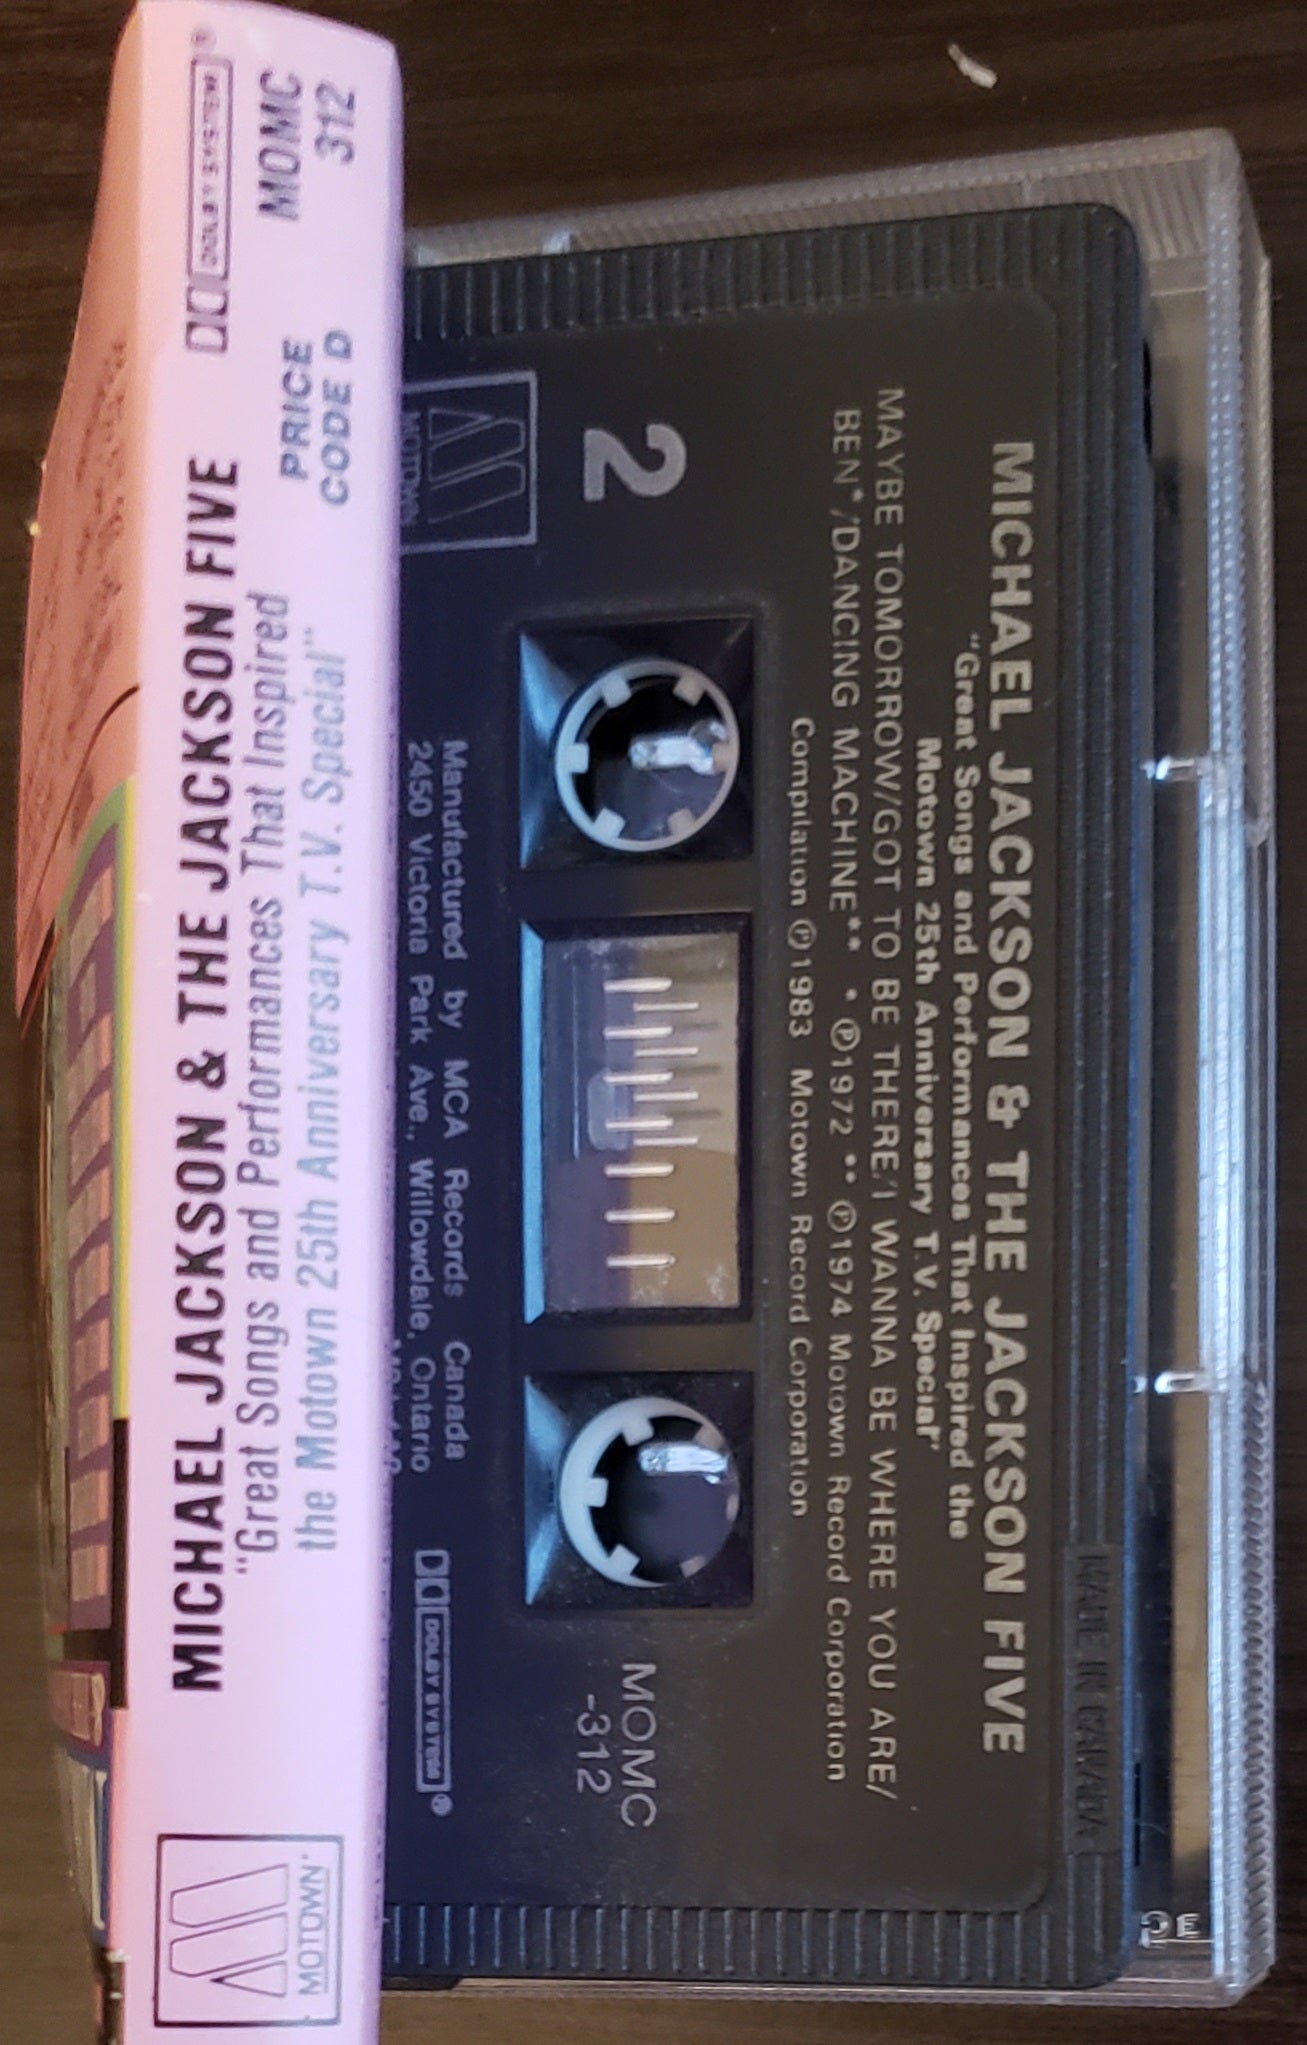 MICHAEL JACKSON & THE JACKSON FIVE
"Great Songs and Performances That Inspired
the Motown 25th Anniversary T.V. Special"
DOLBY SYSTEM®
MOMC
312
PRICE
CODE D
MOTOWN
MADE IN CANADA
MICHAEL JACKSON & THE JACKSON FIVE
"Great Songs and Performances That Inspired the
Motown 25th Anniversary T.V. Special"
MAYBE TOMORROW/GOT TO BE THERE/I WANNA BE WHERE YOU ARE/
BEN*/DANCING MACHINE** * ℗1972 ** ℗1974 Motown Record Corporation
Compilation ℗1983 Motown Record Corporation
2
MOMC
-312
MOTOWN
Manufactured by MCA Records Canada
2450 Victoria Park Ave., Willowdale, Ontario
DOLBY SYSTEM®